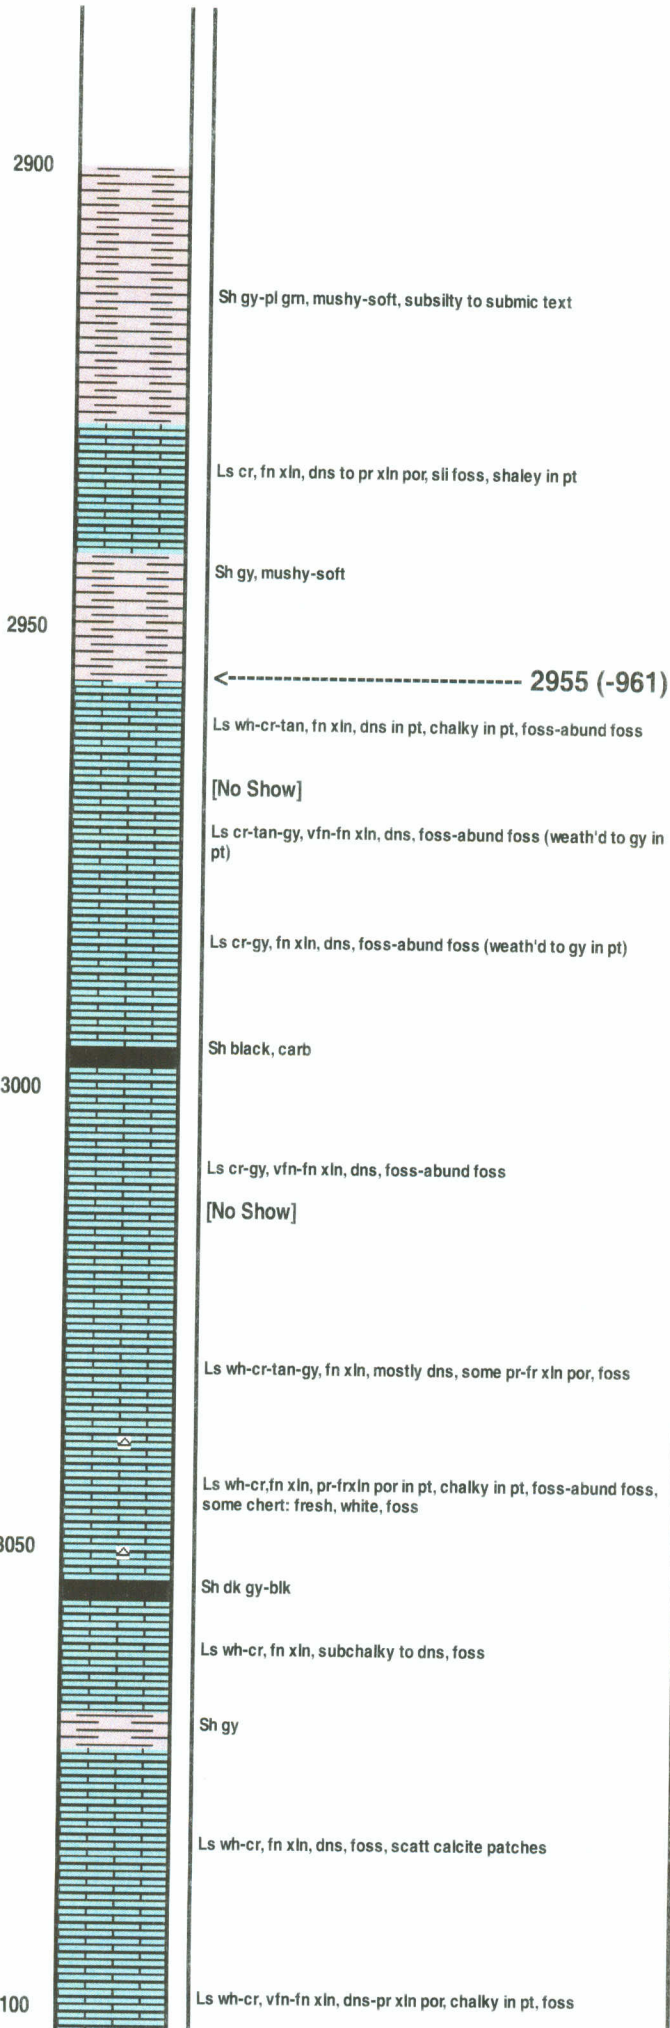 2900
Sh gy-pl grn, mushy-soft, subsilty to submic text
Ls cr, fn xln, dns to pr xln por, sli foss, shaley in pt
Sh gy, mushy-soft
2950
<------------------------------ 2955 (-961)
Ls wh-cr-tan, fn xln, dns in pt, chalky in pt, foss-abund foss
[No Show]
Ls cr-tan-gy, vfn-fn xln, dns, foss-abund foss (weath'd to gy in
pt)
Ls cr-gy, fn xln, dns, foss-abund foss (weath'd to gy in pt)
Sh black, carb
3000
Ls cr-gy, vfn-fn xln, dns, foss-abund foss
[No Show]
Ls wh-cr-tan-gy, fn xln, mostly dns, some pr-fr xln por, foss
Ls wh-cr,fn xln, pr-frxln por in pt, chalky in pt, foss-abund foss,
some chert: fresh, white, foss
3050
Sh dk gy-blk
Ls wh-cr, fn xln, subchalky to dns, foss
Sh gy
Ls wh-cr, fn xln, dns, foss, scatt calcite patches
100
Ls wh-cr, vfn-fn xln, dns-pr xln por, chalky in pt, foss